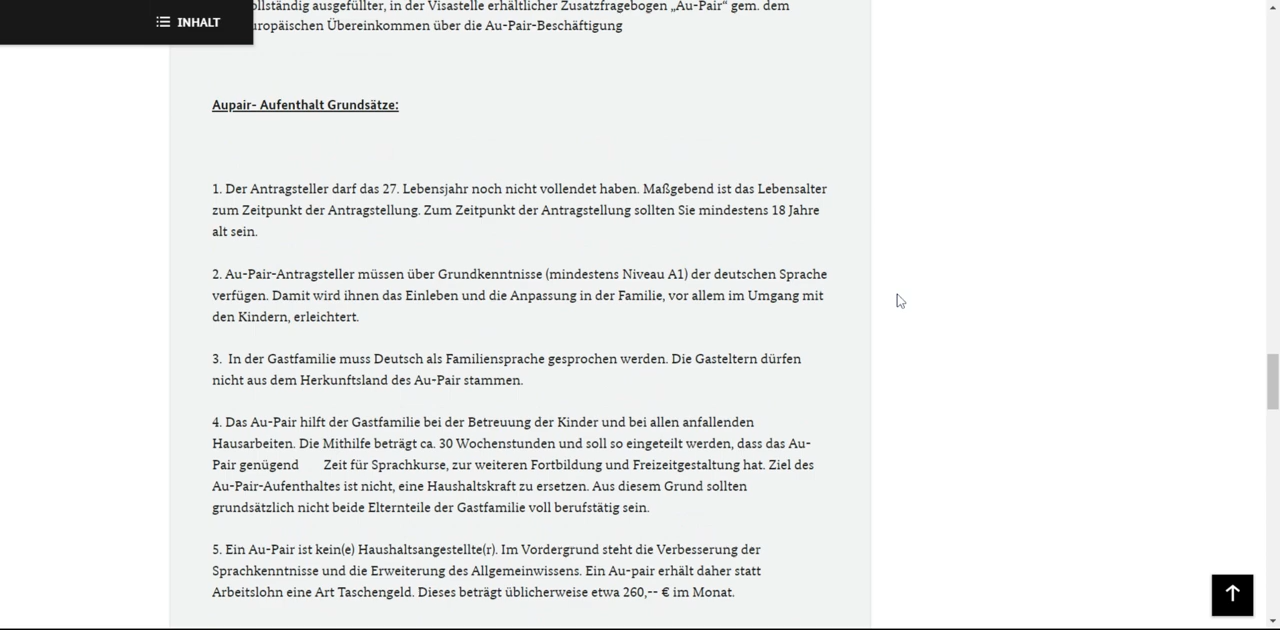 INHALT
ollständig ausgefüllter, in der Visastelle erhältlicher Zusatzfragebogen „Au-Pair“ gem. dem
uropäischen Übereinkommen über die Au-Pair-Beschäftigung
Aupair- Aufenthalt Grundsätze:
1. Der Antragsteller darf das 27. Lebensjahr noch nicht vollendet haben. Maßgebend ist das Lebensalter
zum Zeitpunkt der Antragstellung. Zum Zeitpunkt der Antragstellung sollten Sie mindestens 18 Jahre
alt sein.
2. Au-Pair-Antragsteller müssen über Grundkenntnisse (mindestens Niveau A1) der deutschen Sprache
verfügen. Damit wird ihnen das Einleben und die Anpassung in der Familie, vor allem im Umgang mit
den Kindern, erleichtert.
3.  In der Gastfamilie muss Deutsch als Familiensprache gesprochen werden. Die Gasteltern dürfen
nicht aus dem Herkunftsland des Au-Pair stammen.
4. Das Au-Pair hilft der Gastfamilie bei der Betreuung der Kinder und bei allen anfallenden
Hausarbeiten. Die Mithilfe beträgt ca. 30 Wochenstunden und soll so eingeteilt werden, dass das Au-
Pair genügend      Zeit für Sprachkurse, zur weiteren Fortbildung und Freizeitgestaltung hat. Ziel des
Au-Pair-Aufenthaltes ist nicht, eine Haushaltskraft zu ersetzen. Aus diesem Grund sollten
grundsätzlich nicht beide Elternteile der Gastfamilie voll berufstätig sein.
5. Ein Au-Pair ist kein(e) Haushaltsangestellte(r). Im Vordergrund steht die Verbesserung der
Sprachkenntnisse und die Erweiterung des Allgemeinwissens. Ein Au-pair erhält daher statt
Arbeitslohn eine Art Taschengeld. Dieses beträgt üblicherweise etwa 260,-- € im Monat.